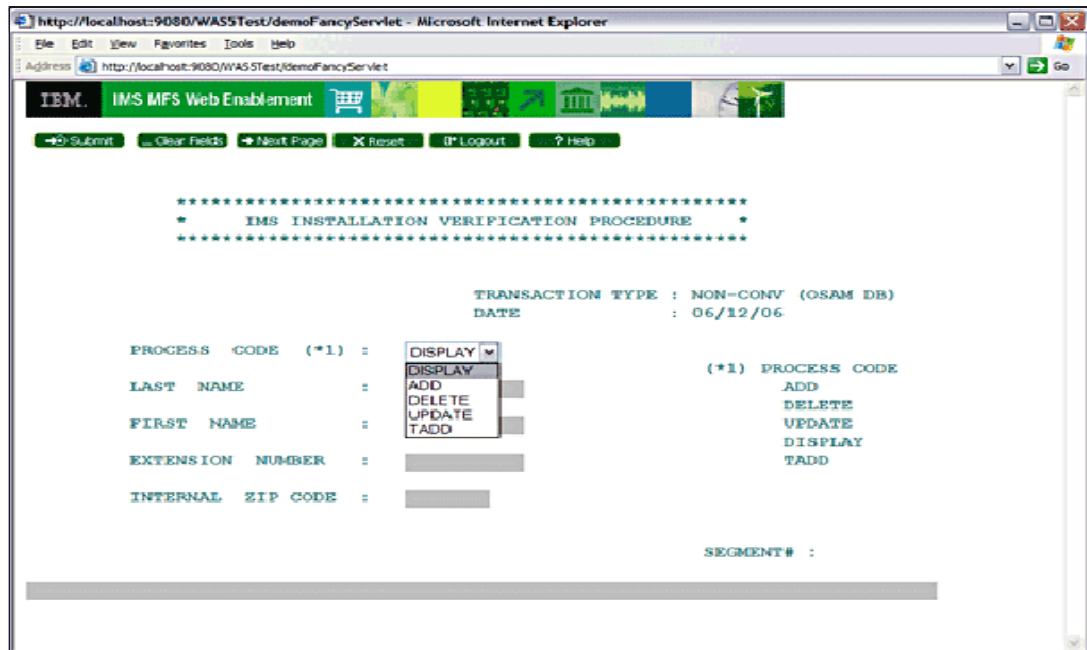 http://localhost:9080/WAS5Test/demoFancyServlet - Microsoft Internet Explorer
File Edit View Favorites Tools Help
Address http://localhost:9080/WAS5Test/demoFancyServlet Go
IBM. IMS MFS Web Enablement
Submit Clear Fields Next Page Reset Logout ? Help
**************************************************
* IMS INSTALLATION VERIFICATION PROCEDURE *
**************************************************
TRANSACTION TYPE : NON-CONV (OSAM DB)
DATE : 06/12/06
PROCESS CODE (*1) : DISPLAY
DISPLAY
(*1) PROCESS CODE
LAST NAME : ADD
ADD
DELETE
DELETE
FIRST NAME : UPDATE
UPDATE
TADD
DISPLAY
EXTENSION NUMBER :
TADD
INTERNAL ZIP CODE :
SEGMENT# :